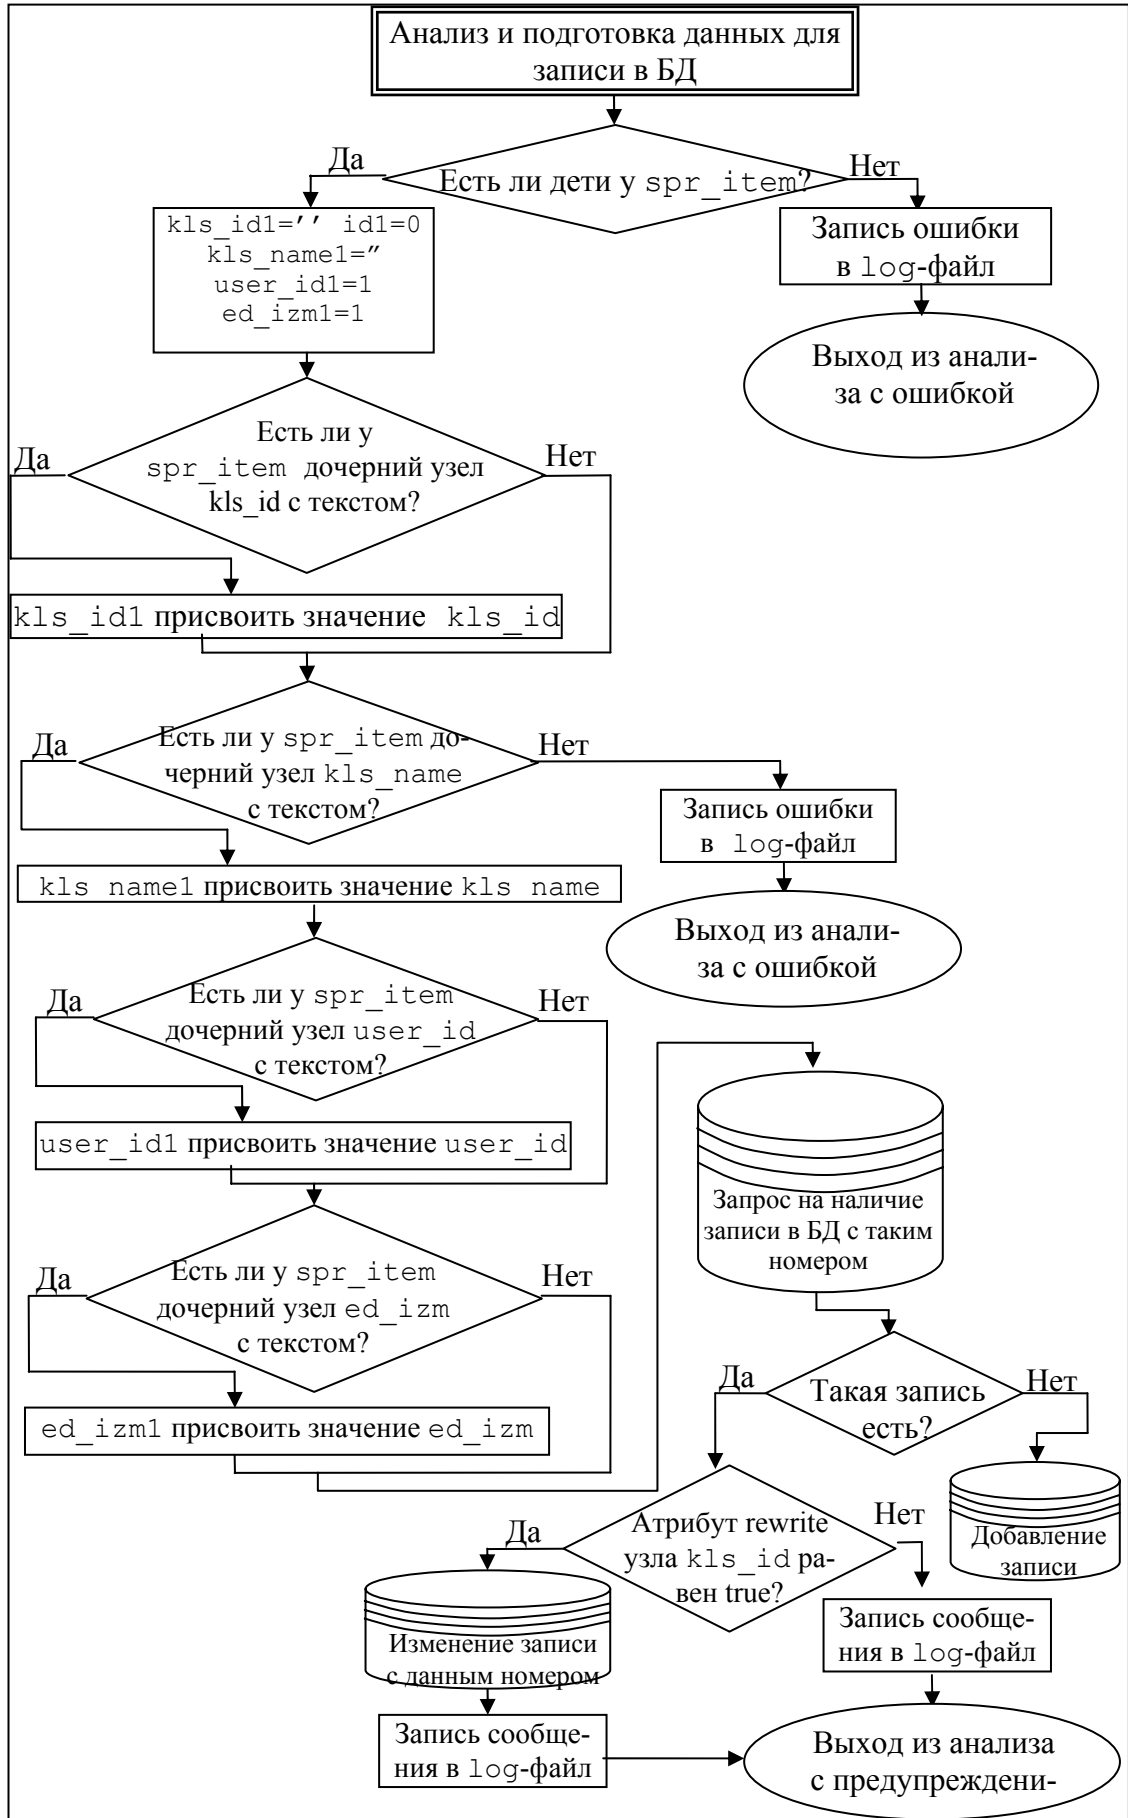 Анализ и подготовка данных для
записи в БД
Да
Нет
Есть ли дети у spr_item?
kls_id1=’’ id1=0
kls_name1=”
user_id1=1
ed_izm1=1
Запись ошибки
в log-файл
Выход из анали-
за с ошибкой
Есть ли у
spr_item дочерний узел
kls_id с текстом?
Да
Нет
kls_id1 присвоить значение kls_id
Есть ли у spr_item до-
черний узел kls_name
с текстом?
Да
Нет
Запись ошибки
в log-файл
kls name1 присвоить значение kls name
Выход из анали-
за с ошибкой
Да
Нет
Есть ли у spr_item
дочерний узел user_id
с текстом?
user_id1 присвоить значение user_id
Запрос на наличие
записи в БД с таким
номером
Да
Нет
Есть ли у spr_item
дочерний узел ed_izm
с текстом?
ed_izm1 присвоить значение ed_izm
Да
Нет
Такая запись
есть?
Добавление
записи
Да
Нет
Атрибут rewrite
узла kls_id ра-
вен true?
Изменение записи
с данным номером
Запись сообще-
ния в log-файл
Запись сообще-
ния в log-файл
Выход из анализа
с предупреждени-